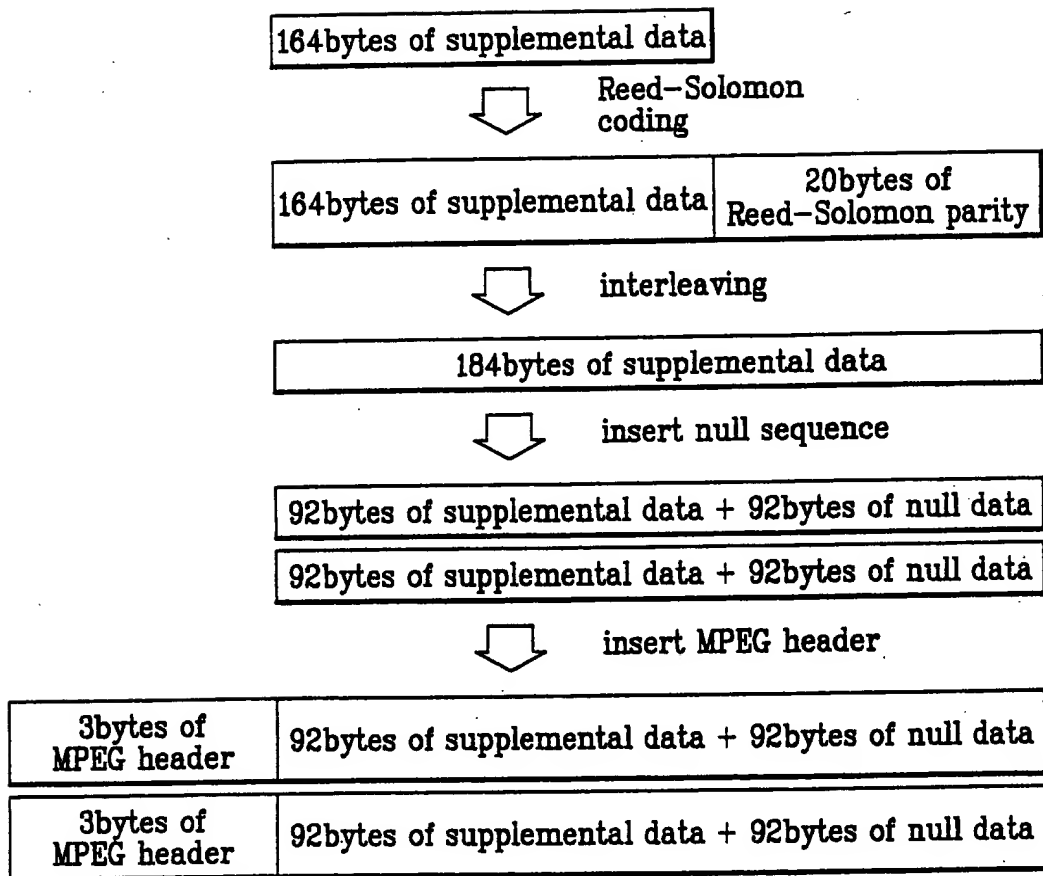 164bytes of supplemental data
Reed-Solomon
coding
164bytes of supplemental data
20bytes of
Reed-Solomon parity
interleaving
184bytes of supplemental data
insert null sequence
92bytes of supplemental data + 92bytes of null data
92bytes of supplemental data + 92bytes of null data
insert MPEG header
3bytes of
MPEG header
92bytes of supplemental data + 92bytes of null data
3bytes of
MPEG header
92bytes of supplemental data + 92bytes of null data